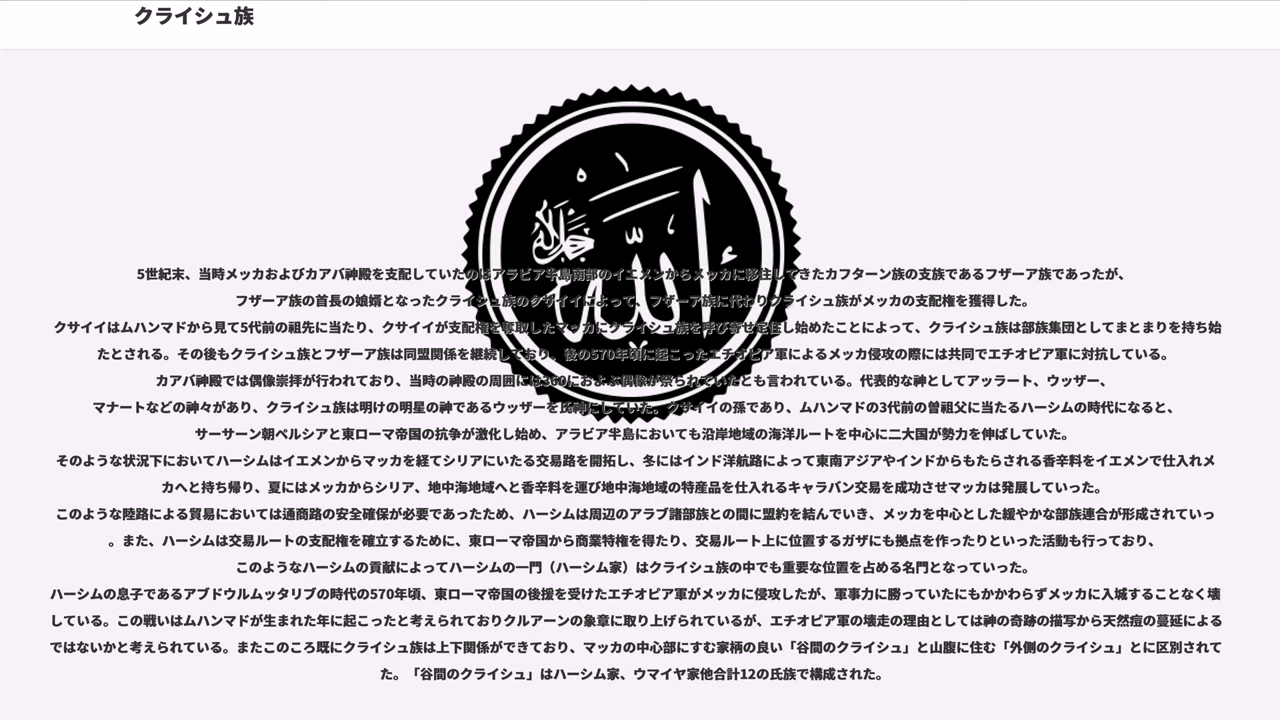 クライシュ族
الله
جل جلاله
5世紀末、当時メッカおよびカアバ神殿を支配していたのはアラビア半島南部のイエメンからメッカに移住してきたカフターン族の支族であるフザーア族であったが、
フザーア族の首長の娘婿となったクライシュ族のクサイイによって、フザーア族に代わりクライシュ族がメッカの支配権を獲得した。
クサイイはムハンマドから見て5代前の祖先に当たり、クサイイが支配権を奪取したマッカにクライシュ族を呼び寄せ定住し始めたことによって、クライシュ族は部族集団としてまとまりを持ち始
たとされる。その後もクライシュ族とフザーア族は同盟関係を継続しており、後の570年頃に起こったエチオピア軍によるメッカ侵攻の際には共同でエチオピア軍に対抗している。
カアバ神殿では偶像崇拝が行われており、当時の神殿の周囲には360におよぶ偶像が祭られていたとも言われている。代表的な神としてアッラート、ウッザー、
マナートなどの神々があり、クライシュ族は明けの明星の神であるウッザーを氏神にしていた。クサイイの孫であり、ムハンマドの3代前の曽祖父に当たるハーシムの時代になると、
サーサーン朝ペルシアと東ローマ帝国の抗争が激化し始め、アラビア半島においても沿岸地域の海洋ルートを中心に二大国が勢力を伸ばしていた。
そのような状況下においてハーシムはイエメンからマッカを経てシリアにいたる交易路を開拓し、冬にはインド洋航路によって東南アジアやインドからもたらされる香辛料をイエメンで仕入れメ
カへと持ち帰り、夏にはメッカからシリア、地中海地域へと香辛料を運び地中海地域の特産品を仕入れるキャラバン交易を成功させマッカは発展していった。
このような陸路による貿易においては通商路の安全確保が必要であったため、ハーシムは周辺のアラブ諸部族との間に盟約を結んでいき、メッカを中心とした緩やかな部族連合が形成されていっ
。また、ハーシムは交易ルートの支配権を確立するために、東ローマ帝国から商業特権を得たり、交易ルート上に位置するガザにも拠点を作ったりといった活動も行っており、
このようなハーシムの貢献によってハーシムの一門（ハーシム家）はクライシュ族の中でも重要な位置を占める名門となっていった。
ハーシムの息子であるアブドウルムッタリブの時代の570年頃、東ローマ帝国の後援を受けたエチオピア軍がメッカに侵攻したが、軍事力に勝っていたにもかかわらずメッカに入城することなく壊
している。この戦いはムハンマドが生まれた年に起こったと考えられておりクルアーンの象章に取り上げられているが、エチオピア軍の壊走の理由としては神の奇跡の描写から天然痘の蔓延による
ではないかと考えられている。またこのころ既にクライシュ族は上下関係ができており、マッカの中心部にすむ家柄の良い「谷間のクライシュ」と山腹に住む「外側のクライシュ」とに区別されて
た。「谷間のクライシュ」はハーシム家、ウマイヤ家他合計12の氏族で構成された。